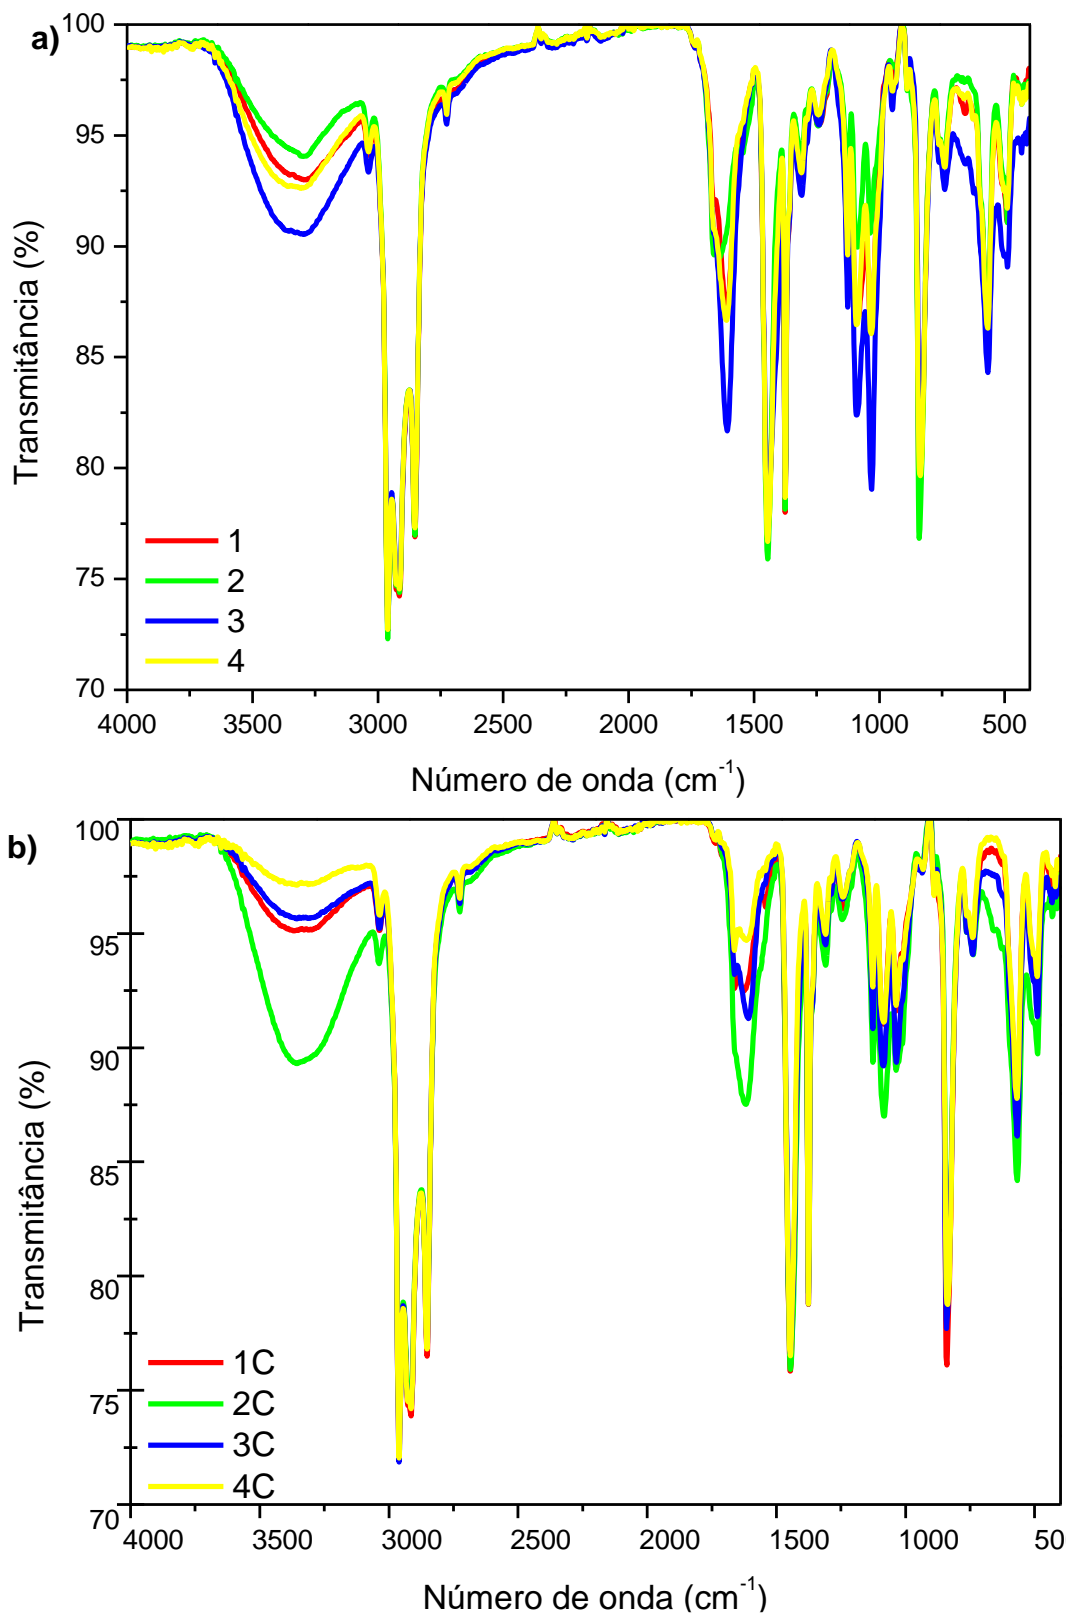 a)
100
95
90
85
80
75
70
Transmitância (%)
1
2
3
4
4000 3500 3000 2500 2000 1500 1000 500
Número de onda (cm⁻¹)
b)
100
95
90
85
80
75
70
Transmitância (%)
1C
2C
3C
4C
4000 3500 3000 2500 2000 1500 1000 50
Número de onda (cm⁻¹)